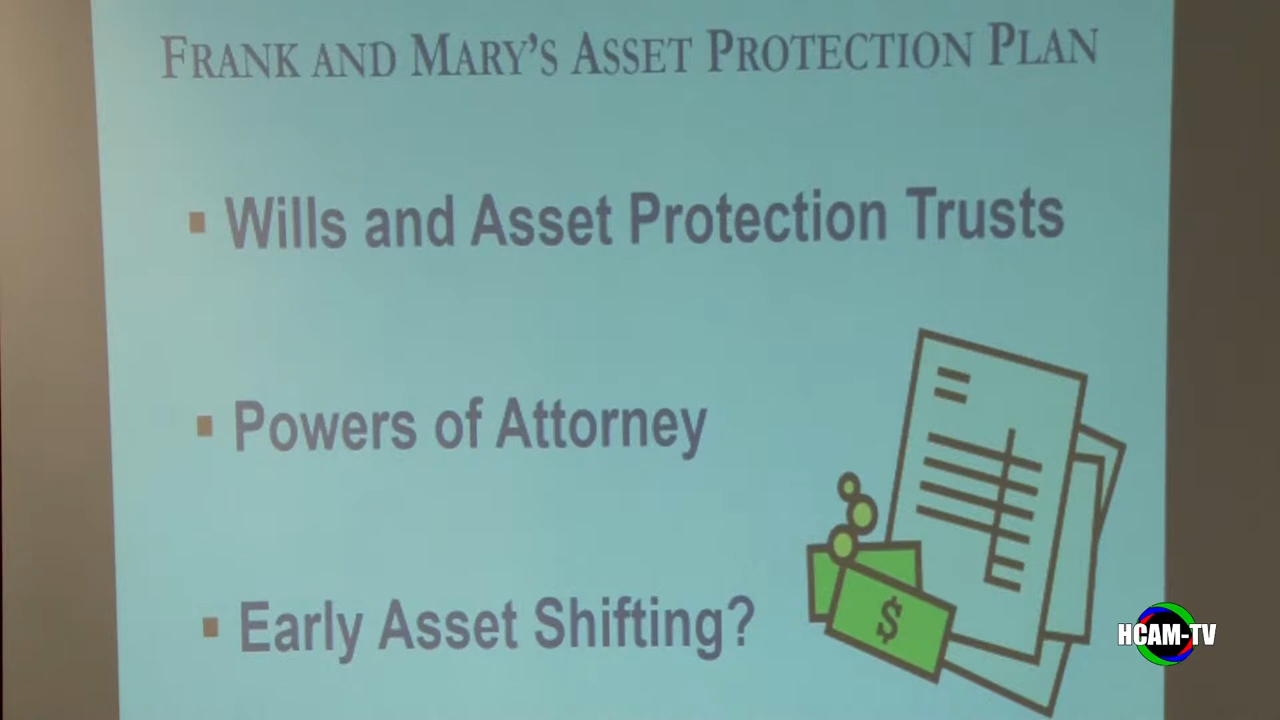 FRANK AND MARY'S ASSET PROTECTION PLAN
▪ Wills and Asset Protection Trusts
▪ Powers of Attorney
▪ Early Asset Shifting?
$
HCAM-TV